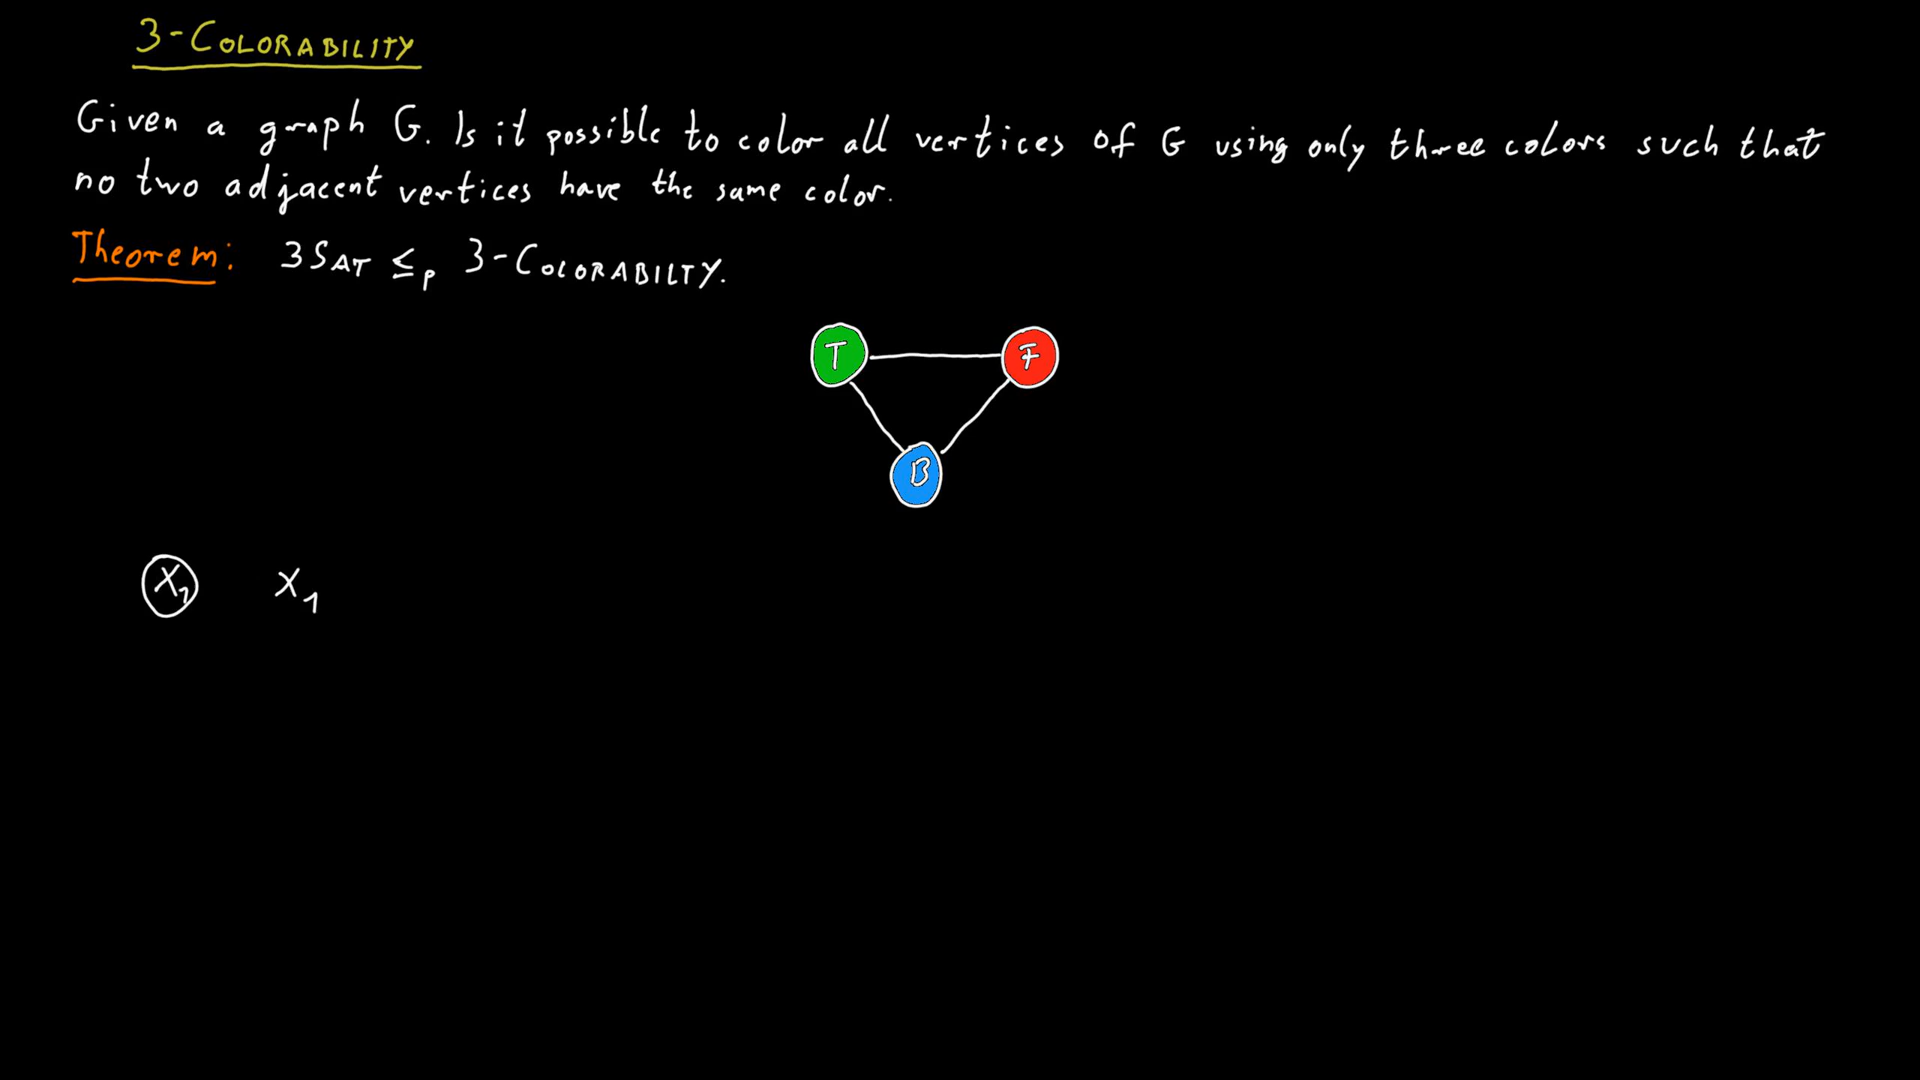 3-COLORABILITY
Given a graph G. Is it possible to color all vertices of G using only three colors such that
no two adjacent vertices have the same color.
Theorem: 3SAT ≤p 3-COLORABILTY.
T F
B
X1 X1